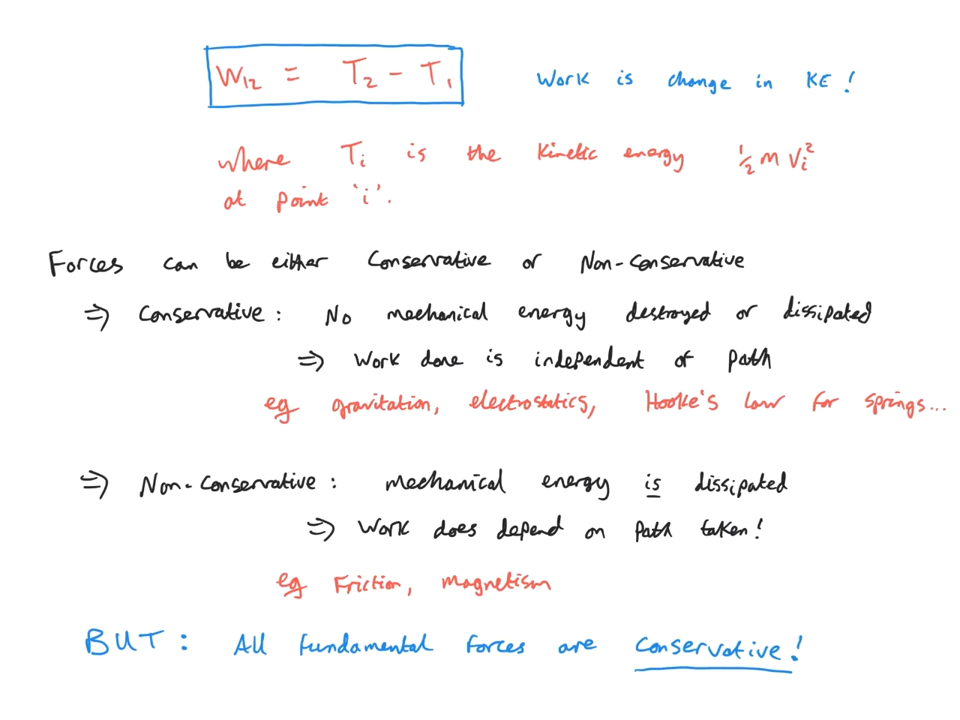 W₁₂ = T₂ - T₁ Work is change in KE!
where Tᵢ is the kinetic energy ½ m Vᵢ²
at point 'i'.
Forces can be either Conservative or Non-Conservative
⇒ Conservative: No mechanical energy destroyed or dissipated
⇒ Work done is independent of path
eg gravitation, electrostatics, Hooke's Law for springs...
⇒ Non-Conservative: Mechanical energy is dissipated
⇒ Work does depend on path taken!
eg Friction, magnetism
BUT: All fundamental forces are conservative!